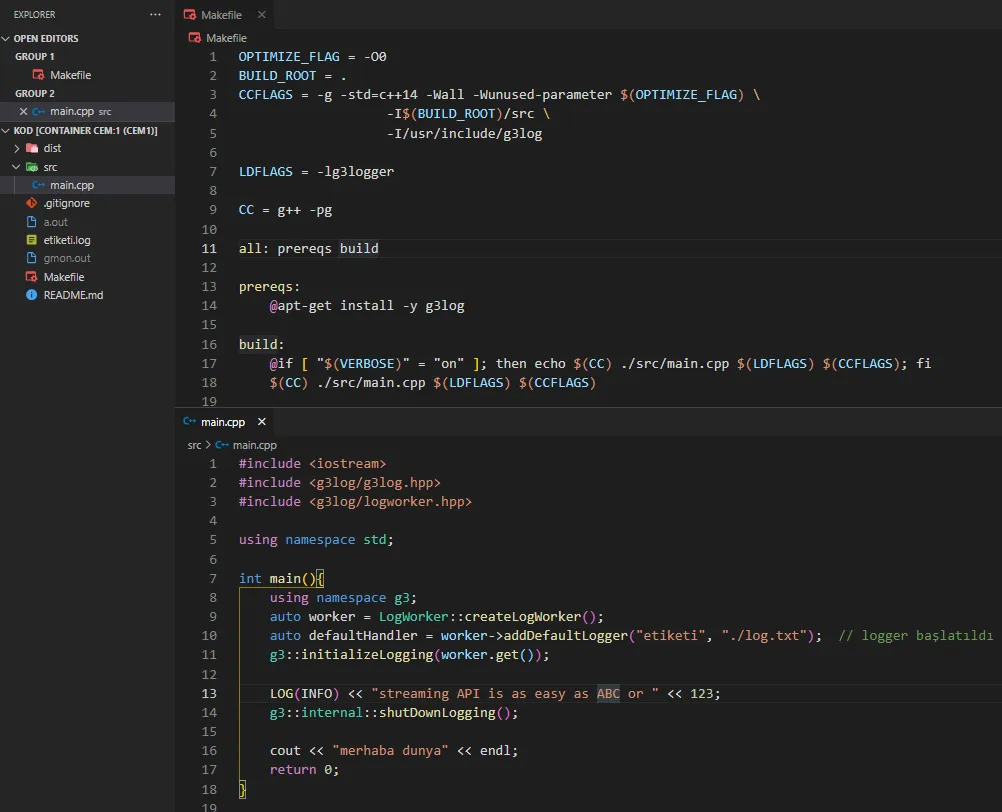 EXPLORER ...
OPEN EDITORS
GROUP 1
Makefile
GROUP 2
main.cpp src
KOD [CONTAINER CEM:1 (CEM1)]
dist
src
main.cpp
.gitignore
a.out
etiketi.log
gmon.out
Makefile
README.md
Makefile
Makefile
1 OPTIMIZE_FLAG = -O0
2 BUILD_ROOT = .
3 CCFLAGS = -g -std=c++14 -Wall -Wunused-parameter $(OPTIMIZE_FLAG) \
4 -I$(BUILD_ROOT)/src \
5 -I/usr/include/g3log
6
7 LDFLAGS = -lg3logger
8
9 CC = g++ -pg
10
11 all: prereqs build
12
13 prereqs:
14 @apt-get install -y g3log
15
16 build:
17 @if [ "$(VERBOSE)" = "on" ]; then echo $(CC) ./src/main.cpp $(LDFLAGS) $(CCFLAGS); fi
18 $(CC) ./src/main.cpp $(LDFLAGS) $(CCFLAGS)
19
main.cpp
src > main.cpp
1 #include <iostream>
2 #include <g3log/g3log.hpp>
3 #include <g3log/logworker.hpp>
4
5 using namespace std;
6
7 int main(){
8 using namespace g3;
9 auto worker = LogWorker::createLogWorker();
10 auto defaultHandler = worker->addDefaultLogger("etiketi", "./log.txt"); // logger başlatıldı
11 g3::initializeLogging(worker.get());
12
13 LOG(INFO) << "streaming API is as easy as ABC or " << 123;
14 g3::internal::shutDownLogging();
15
16 cout << "merhaba dunya" << endl;
17 return 0;
18 }
19